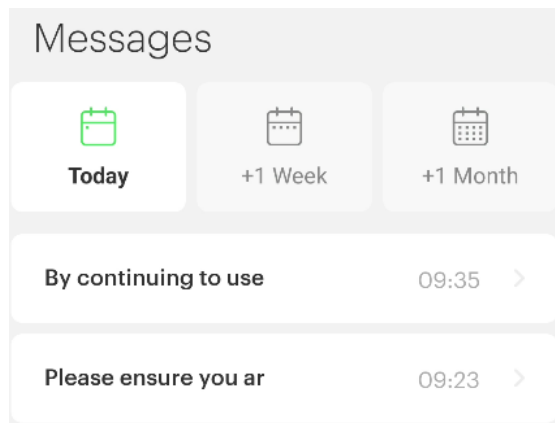 Messages
Today +1 Week +1 Month
By continuing to use 09:35
Please ensure you ar 09:23